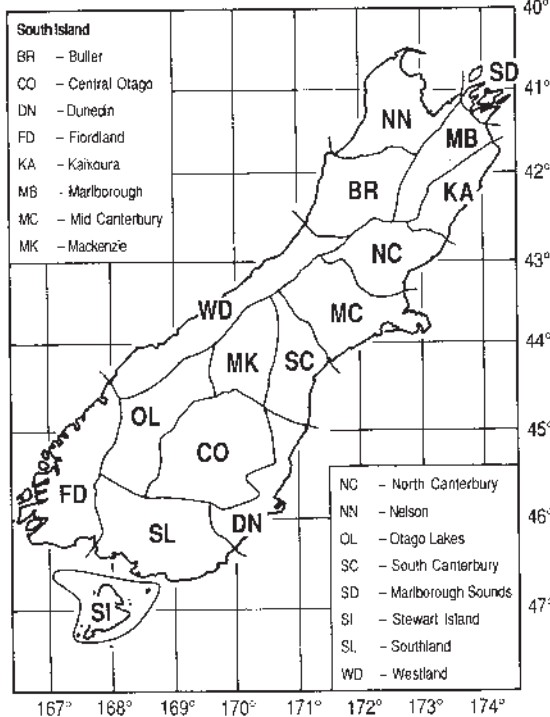 South Island
BR – Buller
CO – Central Otago
DN – Dunedin
FD – Fiordland
KA – Kaikoura
MB - Marlborough
MC – Mid Canterbury
MK – Mackenzie
40°
41°
42°
43°
44°
45°
46°
47°
SD
NN
MB
BR
KA
NC
WD
MC
MK
SC
OL
CO
FD
SL
DN
SI
NC – North Canterbury
NN – Nelson
OL – Otago Lakes
SC – South Canterbury
SD – Marlborough Sounds
SI – Stewart Island
SL – Southland
WD – Westland
167° 168° 169° 170° 171° 172° 173° 174°